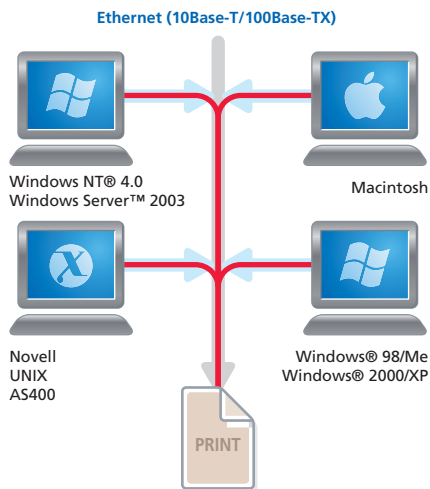 Ethernet (10Base-T/100Base-TX)
Windows NT® 4.0
Windows Server™ 2003
Macintosh
Novell
UNIX
AS400
Windows® 98/Me
Windows® 2000/XP
PRINT